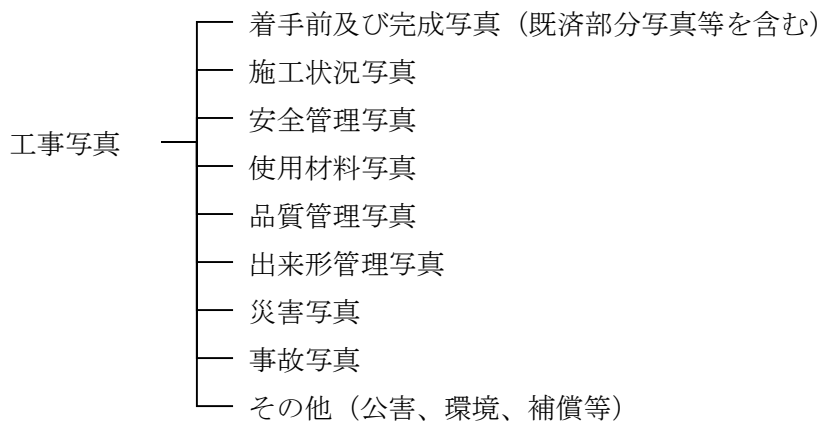 着手前及び完成写真（既済部分写真等を含む）
施工状況写真
安全管理写真
工事写真
使用材料写真
品質管理写真
出来形管理写真
災害写真
事故写真
その他（公害、環境、補償等）